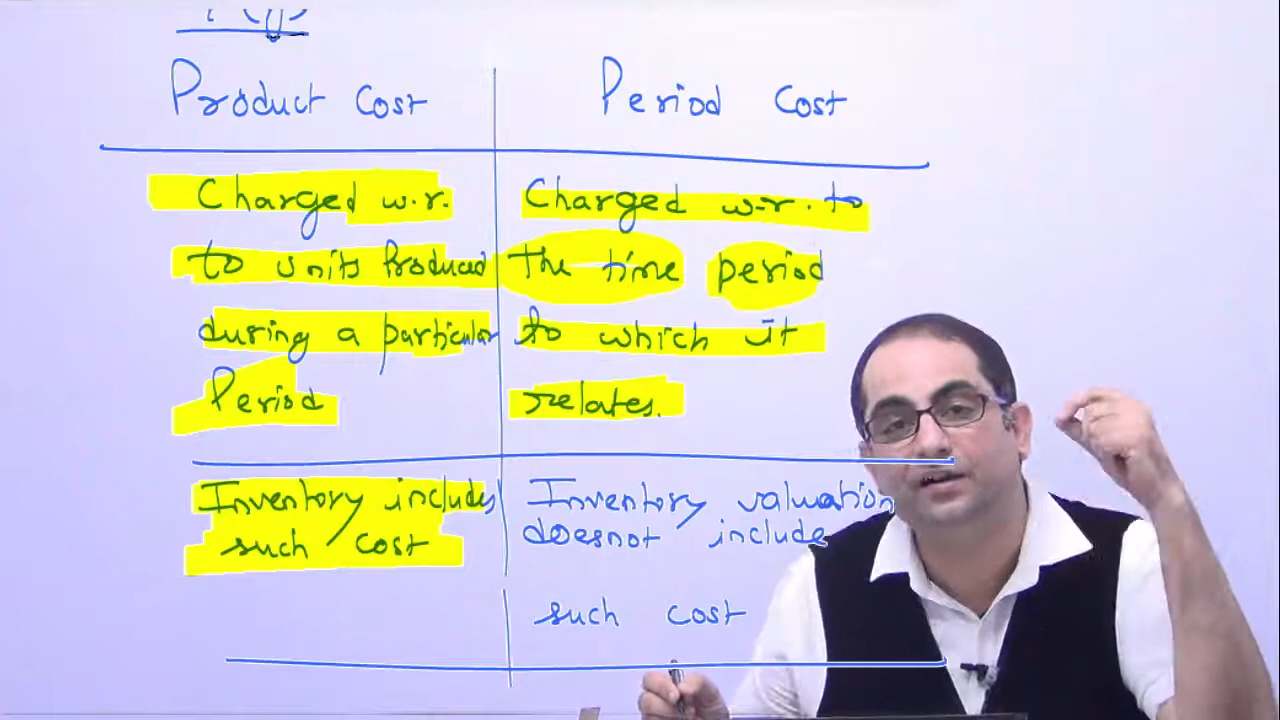 Product Cost
Period Cost
Charged w.r.
to units Produced
during a particular
Period
Charged w.r. to
the time period
to which it
relates.
Inventory includes
such cost
Inventory valuation
doesnot include
such cost